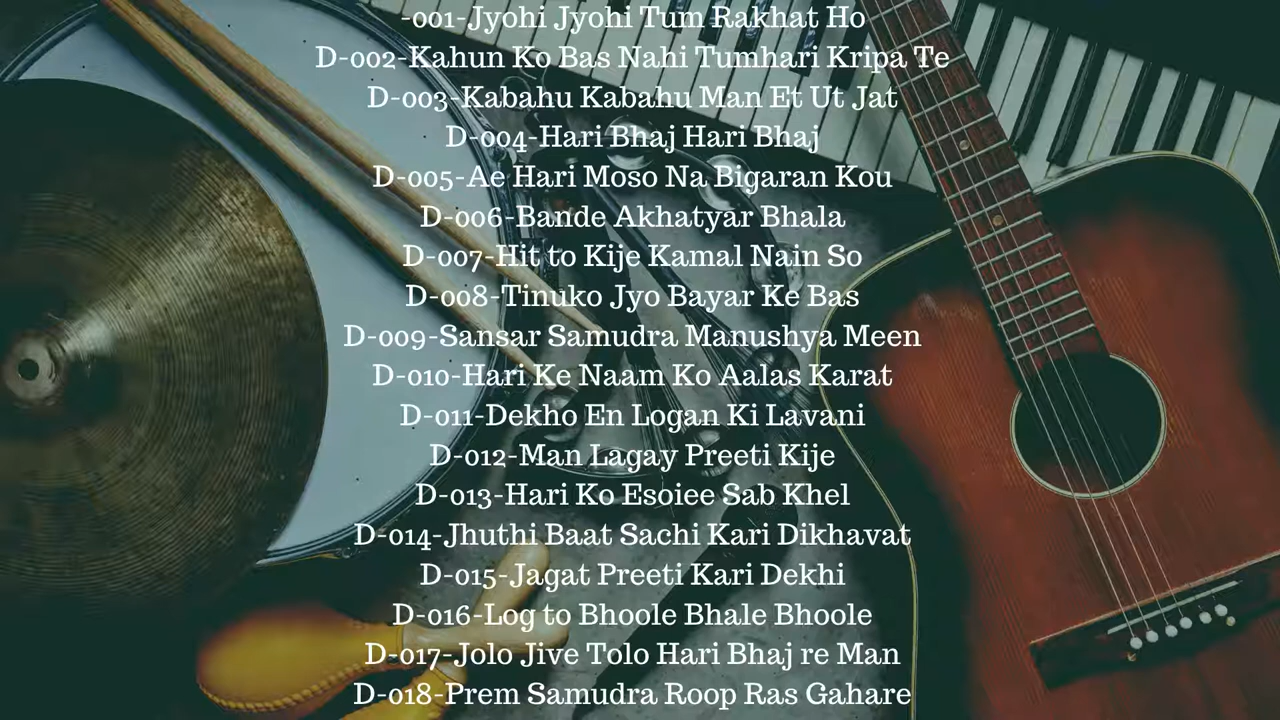 -001-Jyohi Jyohi Tum Rakhat Ho
D-002-Kahun Ko Bas Nahi Tumhari Kripa Te
D-003-Kabahu Kabahu Man Et Ut Jat
D-004-Hari Bhaj Hari Bhaj
D-005-Ae Hari Moso Na Bigaran Kou
D-006-Bande Akhatyar Bhala
D-007-Hit to Kije Kamal Nain So
D-008-Tinuko Jyo Bayar Ke Bas
D-009-Sansar Samudra Manushya Meen
D-010-Hari Ke Naam Ko Aalas Karat
D-011-Dekho En Logan Ki Lavani
D-012-Man Lagay Preeti Kije
D-013-Hari Ko Esoiee Sab Khel
D-014-Jhuthi Baat Sachi Kari Dikhavat
D-015-Jagat Preeti Kari Dekhi
D-016-Log to Bhoole Bhale Bhoole
D-017-Jolo Jive Tolo Hari Bhaj re Man
D-018-Prem Samudra Roop Ras Gahare